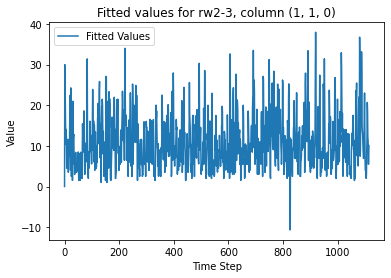 Fitted values for rw2-3, column (1, 1, 0)
Fitted Values
40
30
20
10
0
−10
Value
0 200 400 600 800 1000
Time Step